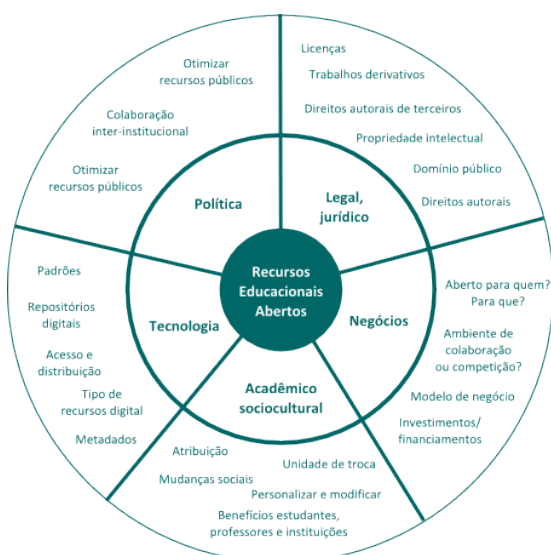 Recursos
Educacionais
Abertos
Política
Otimizar
recursos públicos
Colaboração
inter-institucional
Otimizar
recursos públicos
Legal,
jurídico
Licenças
Trabalhos derivativos
Direitos autorais de terceiros
Propriedade intelectual
Domínio público
Direitos autorais
Negócios
Aberto para quem?
Para que?
Ambiente de
colaboração
ou competição?
Modelo de negócio
Investimentos/
financiamentos
Acadêmico
sociocultural
Unidade de troca
Atribuição
Mudanças sociais
Personalizar e modificar
Benefícios estudantes,
professores e instituições
Tecnologia
Padrões
Repositórios
digitais
Acesso e
distribuição
Tipo de
recursos digital
Metadados